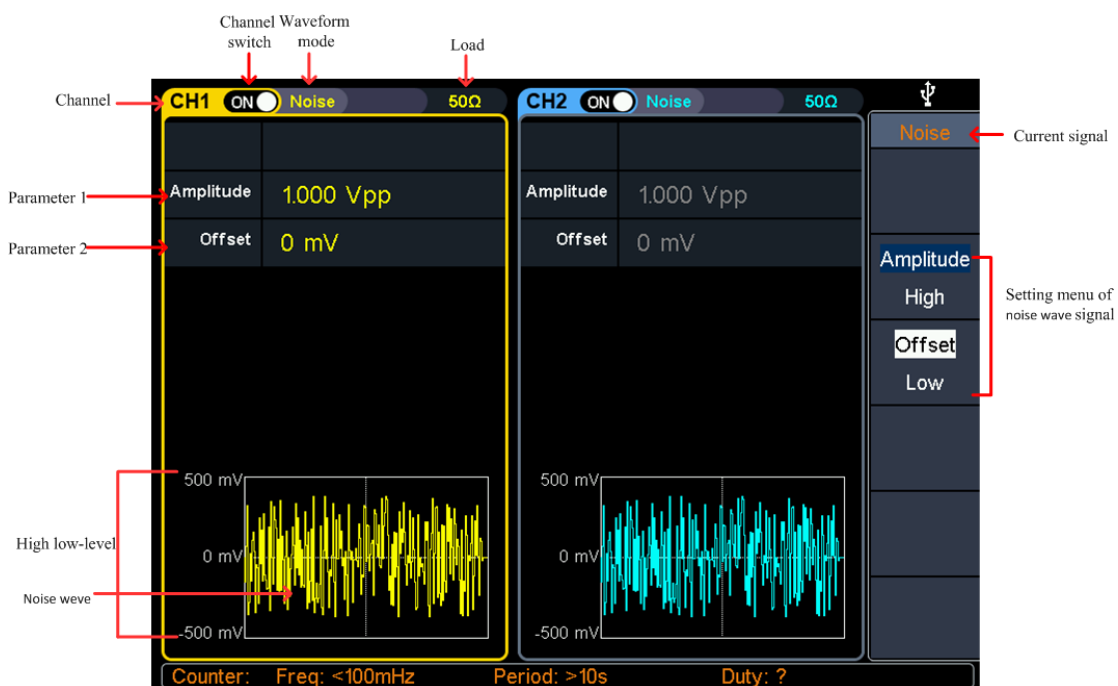 Channel switch
Waveform mode
Load
Channel
CH1 ON Noise 50Ω
CH2 ON Noise 50Ω
Noise
Current signal
Parameter 1
Amplitude 1.000 Vpp
Amplitude 1.000 Vpp
Parameter 2
Offset 0 mV
Offset 0 mV
Amplitude
High
Offset
Low
Setting menu of
noise wave signal
500 mV
0 mV
-500 mV
500 mV
0 mV
-500 mV
High low-level
Noise weve
Counter: Freq: <100mHz Period: >10s Duty: ?